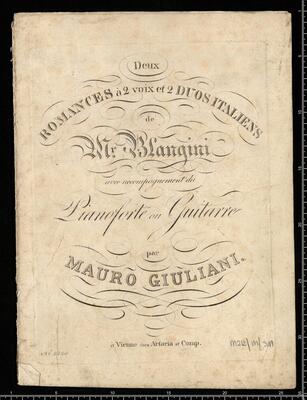 Deux
ROMANCES à 2 voix et 2 DUOS ITALIENS
de
Mr. Blangini
avec accompagnement du
Pianoforte ou Guitarre
par
MAURO GIULIANI.
à Vienne chez Artaria et Comp.